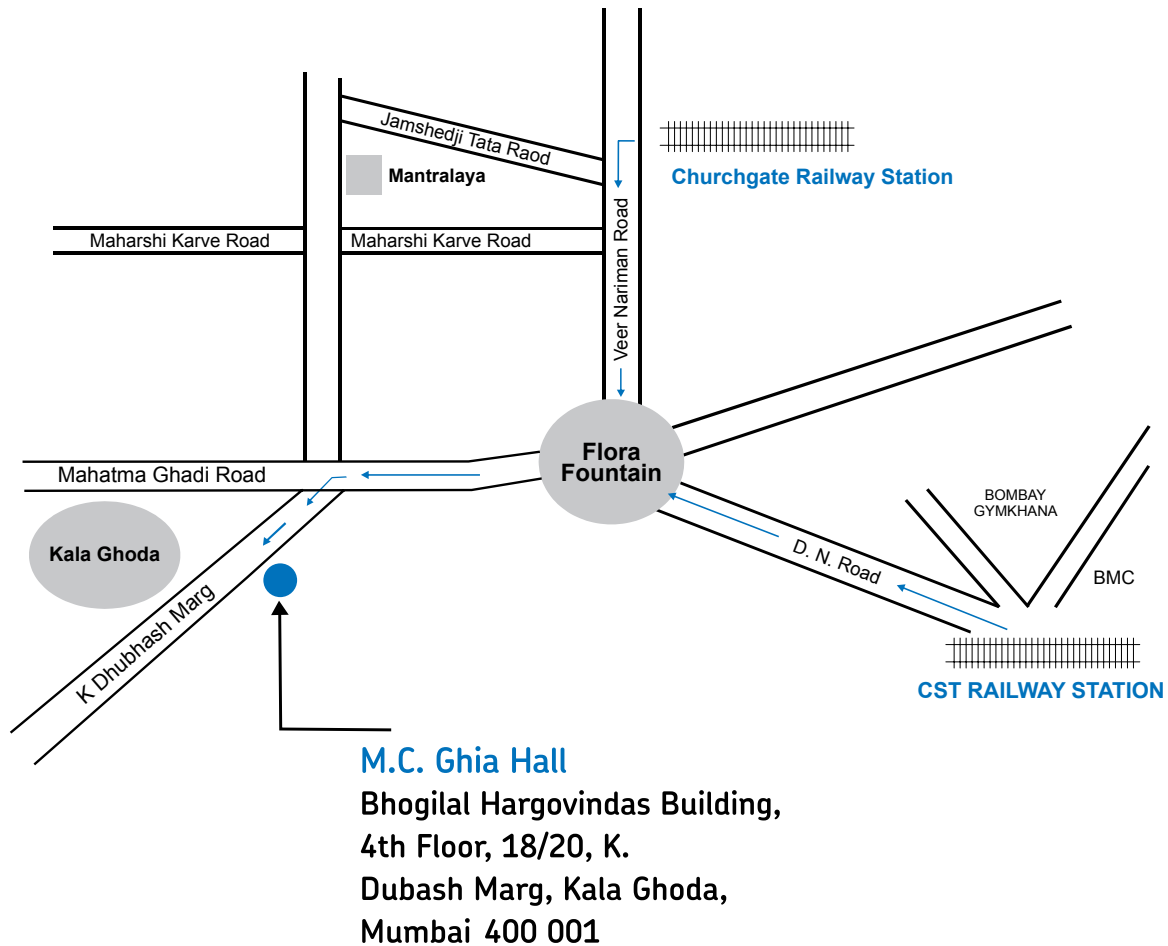 Jamshedji Tata Raod
Mantralaya
Churchgate Railway Station
Maharshi Karve Road
Maharshi Karve Road
Veer Nariman Road
Flora
Fountain
Mahatma Ghadi Road
Kala Ghoda
K Dhubhash Marg
D. N. Road
BOMBAY
GYMKHANA
BMC
CST RAILWAY STATION
M.C. Ghia Hall
Bhogilal Hargovindas Building,
4th Floor, 18/20, K.
Dubash Marg, Kala Ghoda,
Mumbai 400 001